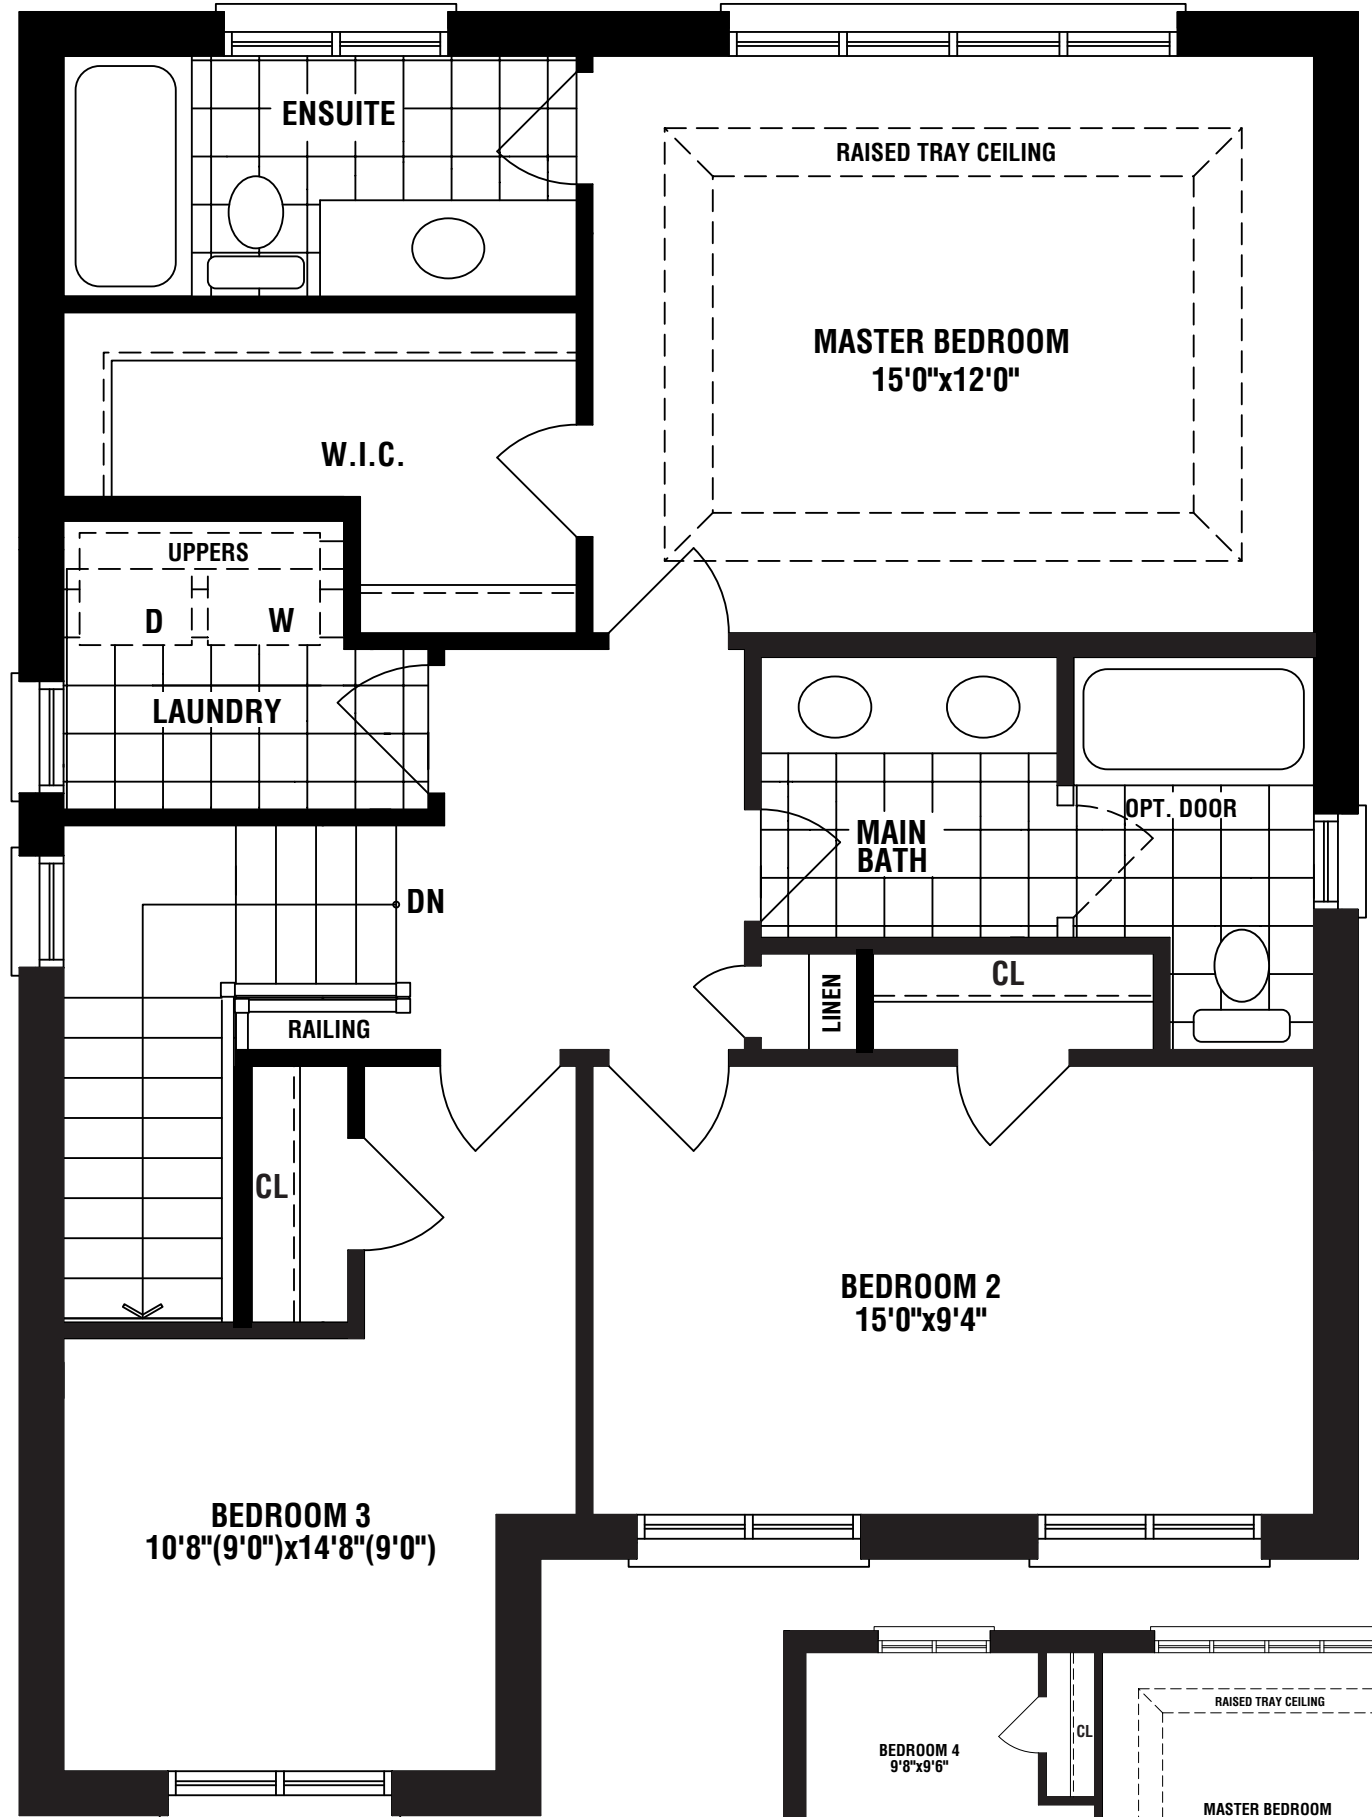 ENSUITE
RAISED TRAY CEILING
MASTER BEDROOM
15'0"x12'0"
W.I.C.
UPPERS
D
W
LAUNDRY
OPT. DOOR
MAIN
BATH
DN
LINEN
CL
RAILING
CL
BEDROOM 2
15'0"x9'4"
BEDROOM 3
10'8"(9'0")x14'8"(9'0")
RAISED TRAY CEILING
CL
BEDROOM 4
9'8"x9'6"
MASTER BEDROOM